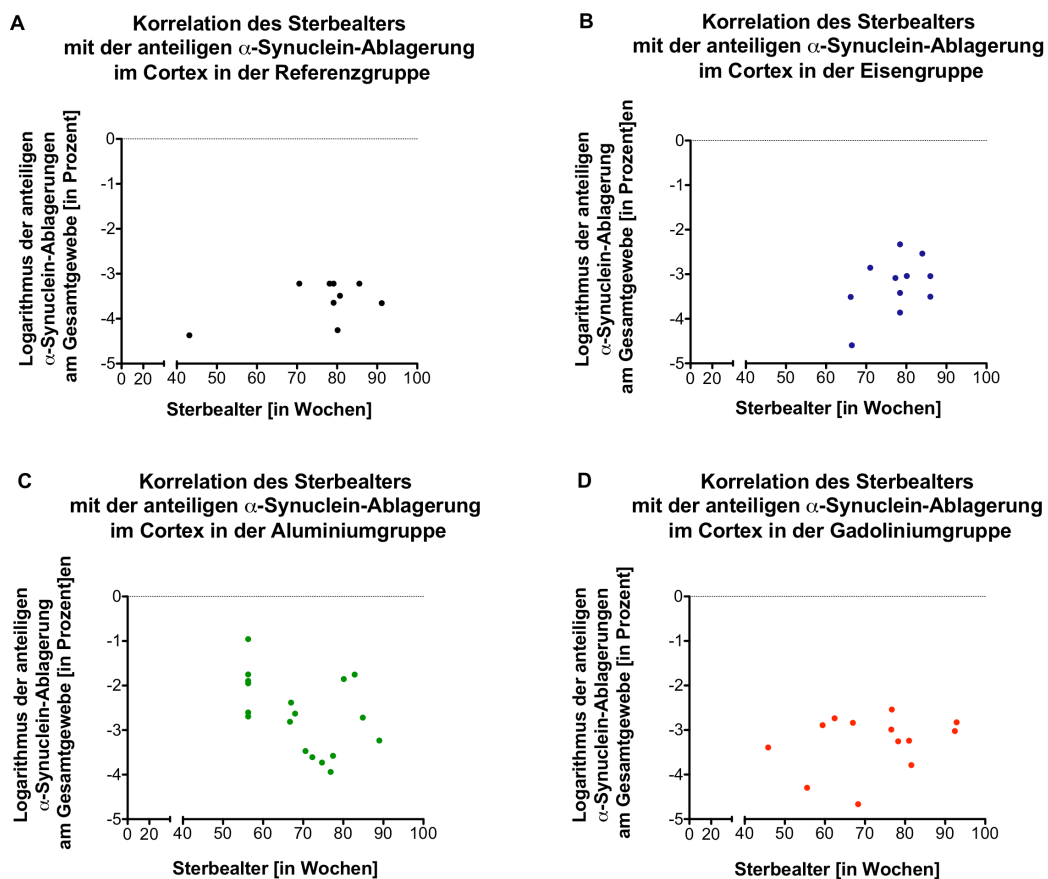 A
Korrelation des Sterbealters
mit der anteiligen α-Synuclein-Ablagerung
im Cortex in der Referenzgruppe
Logarithmus der anteiligen
α-Synuclein-Ablagerungen
am Gesamtgewebe [in Prozent]
0
-1
-2
-3
-4
-5
0 20 40 60 70 80 90 100
Sterbealter [in Wochen]
B
Korrelation des Sterbealters
mit der anteiligen α-Synuclein-Ablagerung
im Cortex in der Eisengruppe
Logarithmus der anteiligen
α-Synuclein-Ablagerung
am Gesamtgewebe [in Prozent]en
0
-1
-2
-3
-4
-5
0 20 40 50 60 70 80 90 100
Sterbealter [in Wochen]
C
Korrelation des Sterbealters
mit der anteiligen α-Synuclein-Ablagerung
im Cortex in der Aluminiumgruppe
Logarithmus der anteiligen
α-Synuclein-Ablagerung
am Gesamtgewebe [in Prozent]en
0
-1
-2
-3
-4
-5
0 20 40 50 60 70 80 90 100
Sterbealter [in Wochen]
D
Korrelation des Sterbealters
mit der anteiligen α-Synuclein-Ablagerung
im Cortex in der Gadoliniumgruppe
Logarithmus der anteiligen
α-Synuclein-Ablagerungen
am Gesamtgewebe [in Prozent]
0
-1
-2
-3
-4
-5
0 20 40 50 60 70 80 90 100
Sterbealter [in Wochen]